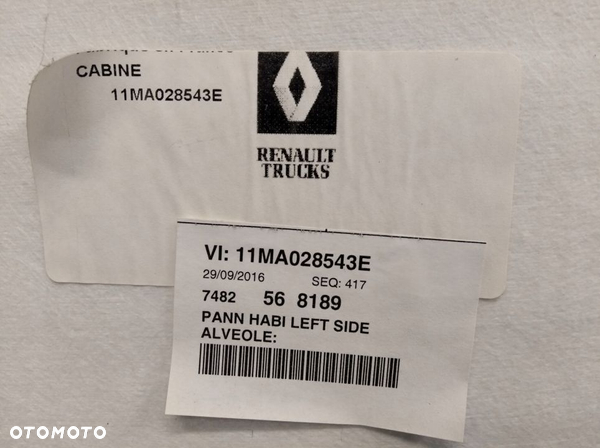 CABINE
11MA028543E
RENAULT
TRUCKS
VI: 11MA028543E
29/09/2016 SEQ: 417
7482 56 8189
PANN HABI LEFT SIDE
ALVEOLE:
OTOMOTO